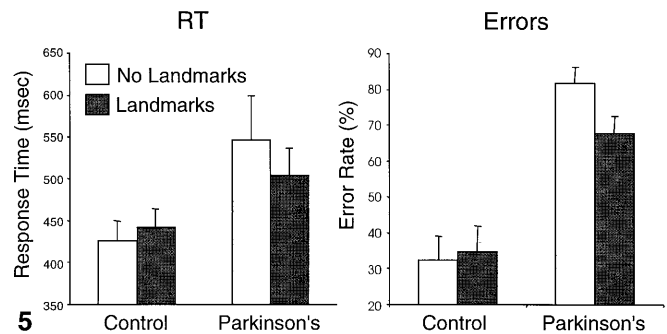 RT
Response Time (msec)
650
600
550
500
450
400
350
No Landmarks
Landmarks
Control
Parkinson's
Errors
Error Rate (%)
90
80
70
60
50
40
30
20
Control
Parkinson's
5